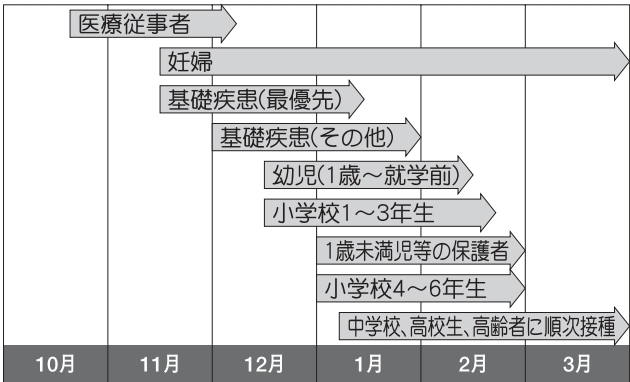 医療従事者
妊婦
基礎疾患(最優先)
基礎疾患(その他)
幼児(1歳～就学前)
小学校1～3年生
1歳未満児等の保護者
小学校4～6年生
中学校、高校生、高齢者に順次接種
10月 11月 12月 1月 2月 3月